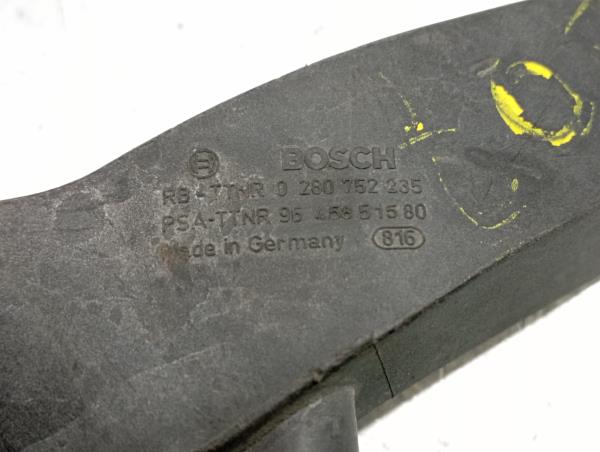 BOSCH
RB-TTNR 0 280 752 235
PSA-TTNR 96 458 515 80
Made in Germany 816